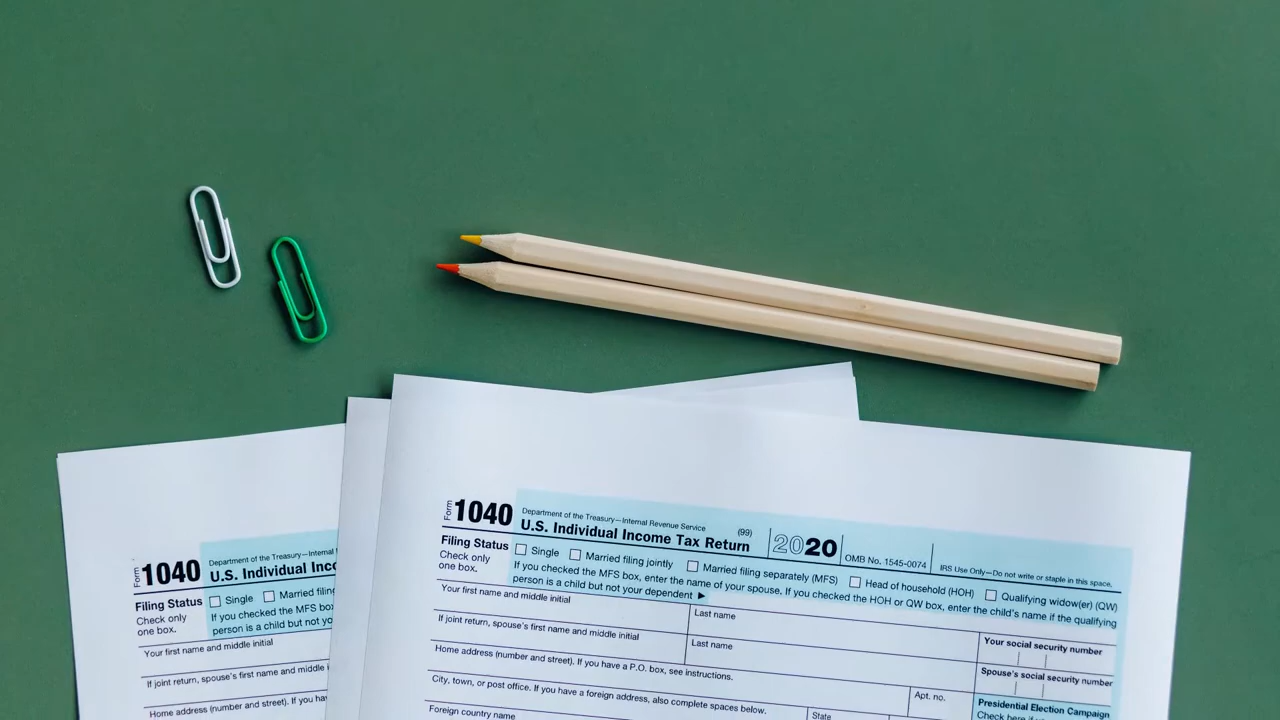 Form 1040
Department of the Treasury—Internal Revenue Service
(99)
U.S. Individual Income Tax Return
2020
OMB No. 1545-0074
IRS Use Only—Do not write or staple in this space.
Filing Status
Check only
one box.
Single
Married filing jointly
Married filing separately (MFS)
Head of household (HOH)
Qualifying widow(er) (QW)
If you checked the MFS box, enter the name of your spouse. If you checked the HOH or QW box, enter the child's name if the qualifying
person is a child but not your dependent ▶
Your first name and middle initial
Last name
Your social security number
If joint return, spouse's first name and middle initial
Last name
Spouse's social security number
Home address (number and street). If you have a P.O. box, see instructions.
Apt. no.
Presidential Election Campaign
City, town, or post office. If you have a foreign address, also complete spaces below.
State
Check here if
Foreign country name
Form 1040
Department of the Treasury—Internal
U.S. Individual Inc
Filing Status
Check only
one box.
Single
Married filing
If you checked the MFS box
person is a child but not yo
Your first name and middle initial
If joint return, spouse's first name and middle
Home address (number and street). If you hav